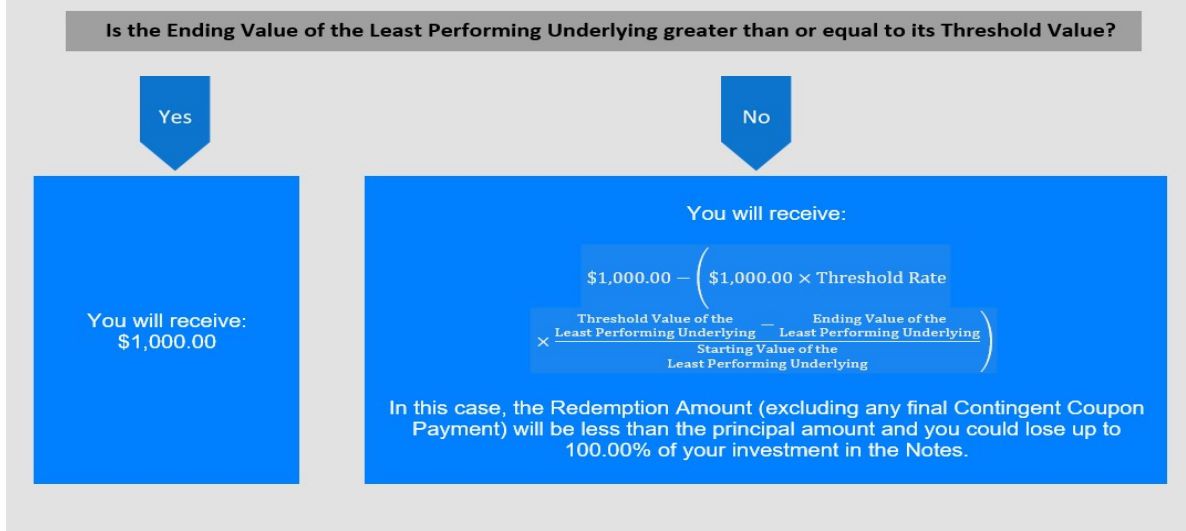 Is the Ending Value of the Least Performing Underlying greater than or equal to its Threshold Value?
Yes
No
You will receive:
$1,000.00
You will receive:
$1,000.00 − ( $1,000.00 × Threshold Rate
× Threshold Value of the Least Performing Underlying − Ending Value of the Least Performing Underlying
Starting Value of the
Least Performing Underlying )
In this case, the Redemption Amount (excluding any final Contingent Coupon
Payment) will be less than the principal amount and you could lose up to
100.00% of your investment in the Notes.